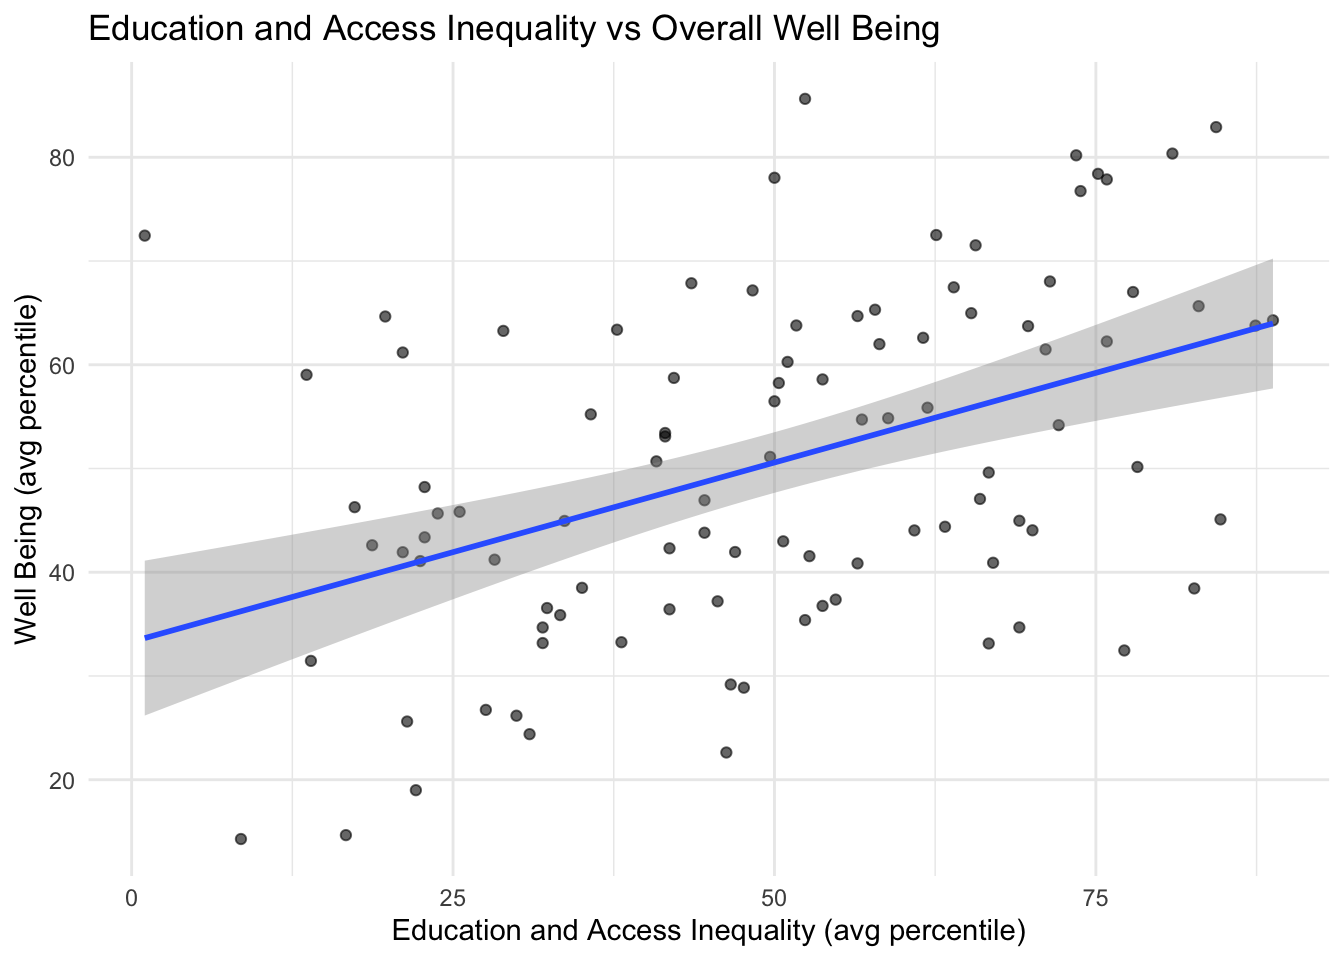 Education and Access Inequality vs Overall Well Being
Well Being (avg percentile)
80
60
40
20
0
25
50
75
Education and Access Inequality (avg percentile)